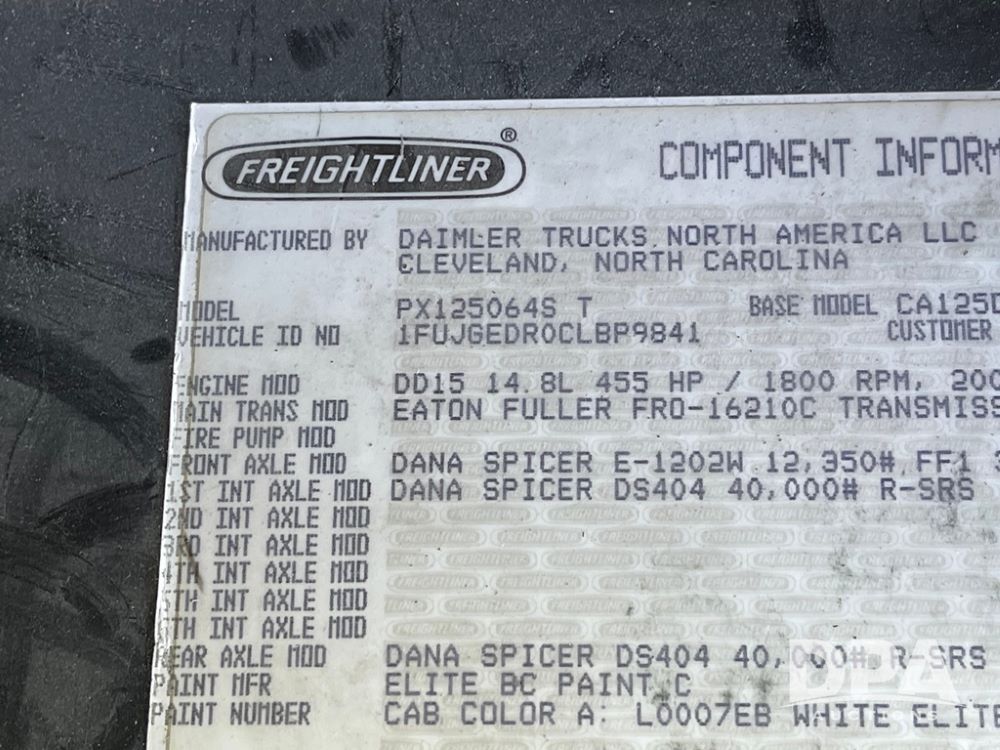 FREIGHTLINER ®
COMPONENT INFORM
MANUFACTURED BY DAIMLER TRUCKS NORTH AMERICA LLC
CLEVELAND, NORTH CAROLINA
MODEL PX125064S T BASE MODEL CA125D
VEHICLE ID NO 1FUJGEDR0CLBP9841 CUSTOMER
ENGINE MOD DD15 14.8L 455 HP / 1800 RPM, 200
MAIN TRANS MOD EATON FULLER FRO-16210C TRANSMISS
FIRE PUMP MOD
FRONT AXLE MOD DANA SPICER E-1202W 12,350# FF1 3
1ST INT AXLE MOD DANA SPICER DS404 40,000# R-SRS
2ND INT AXLE MOD
3RD INT AXLE MOD
4TH INT AXLE MOD
5TH INT AXLE MOD
6TH INT AXLE MOD
REAR AXLE MOD DANA SPICER DS404 40,000# R-SRS
PAINT MFR ELITE BC PAINT C
PAINT NUMBER CAB COLOR A: L0007EB WHITE ELITE
DPA